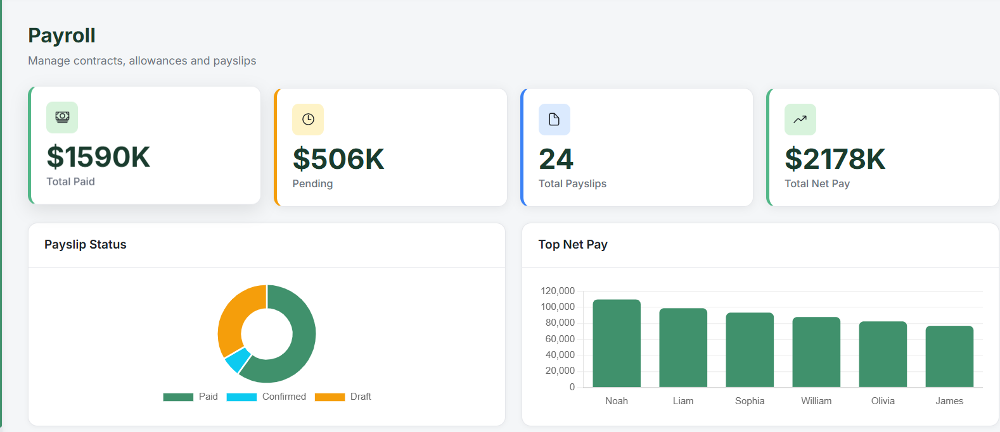 Payroll
Manage contracts, allowances and payslips
$1590K
Total Paid
$506K
Pending
24
Total Payslips
$2178K
Total Net Pay
Payslip Status
Paid
Confirmed
Draft
Top Net Pay
120,000
100,000
80,000
60,000
40,000
20,000
0
Noah
Liam
Sophia
William
Olivia
James